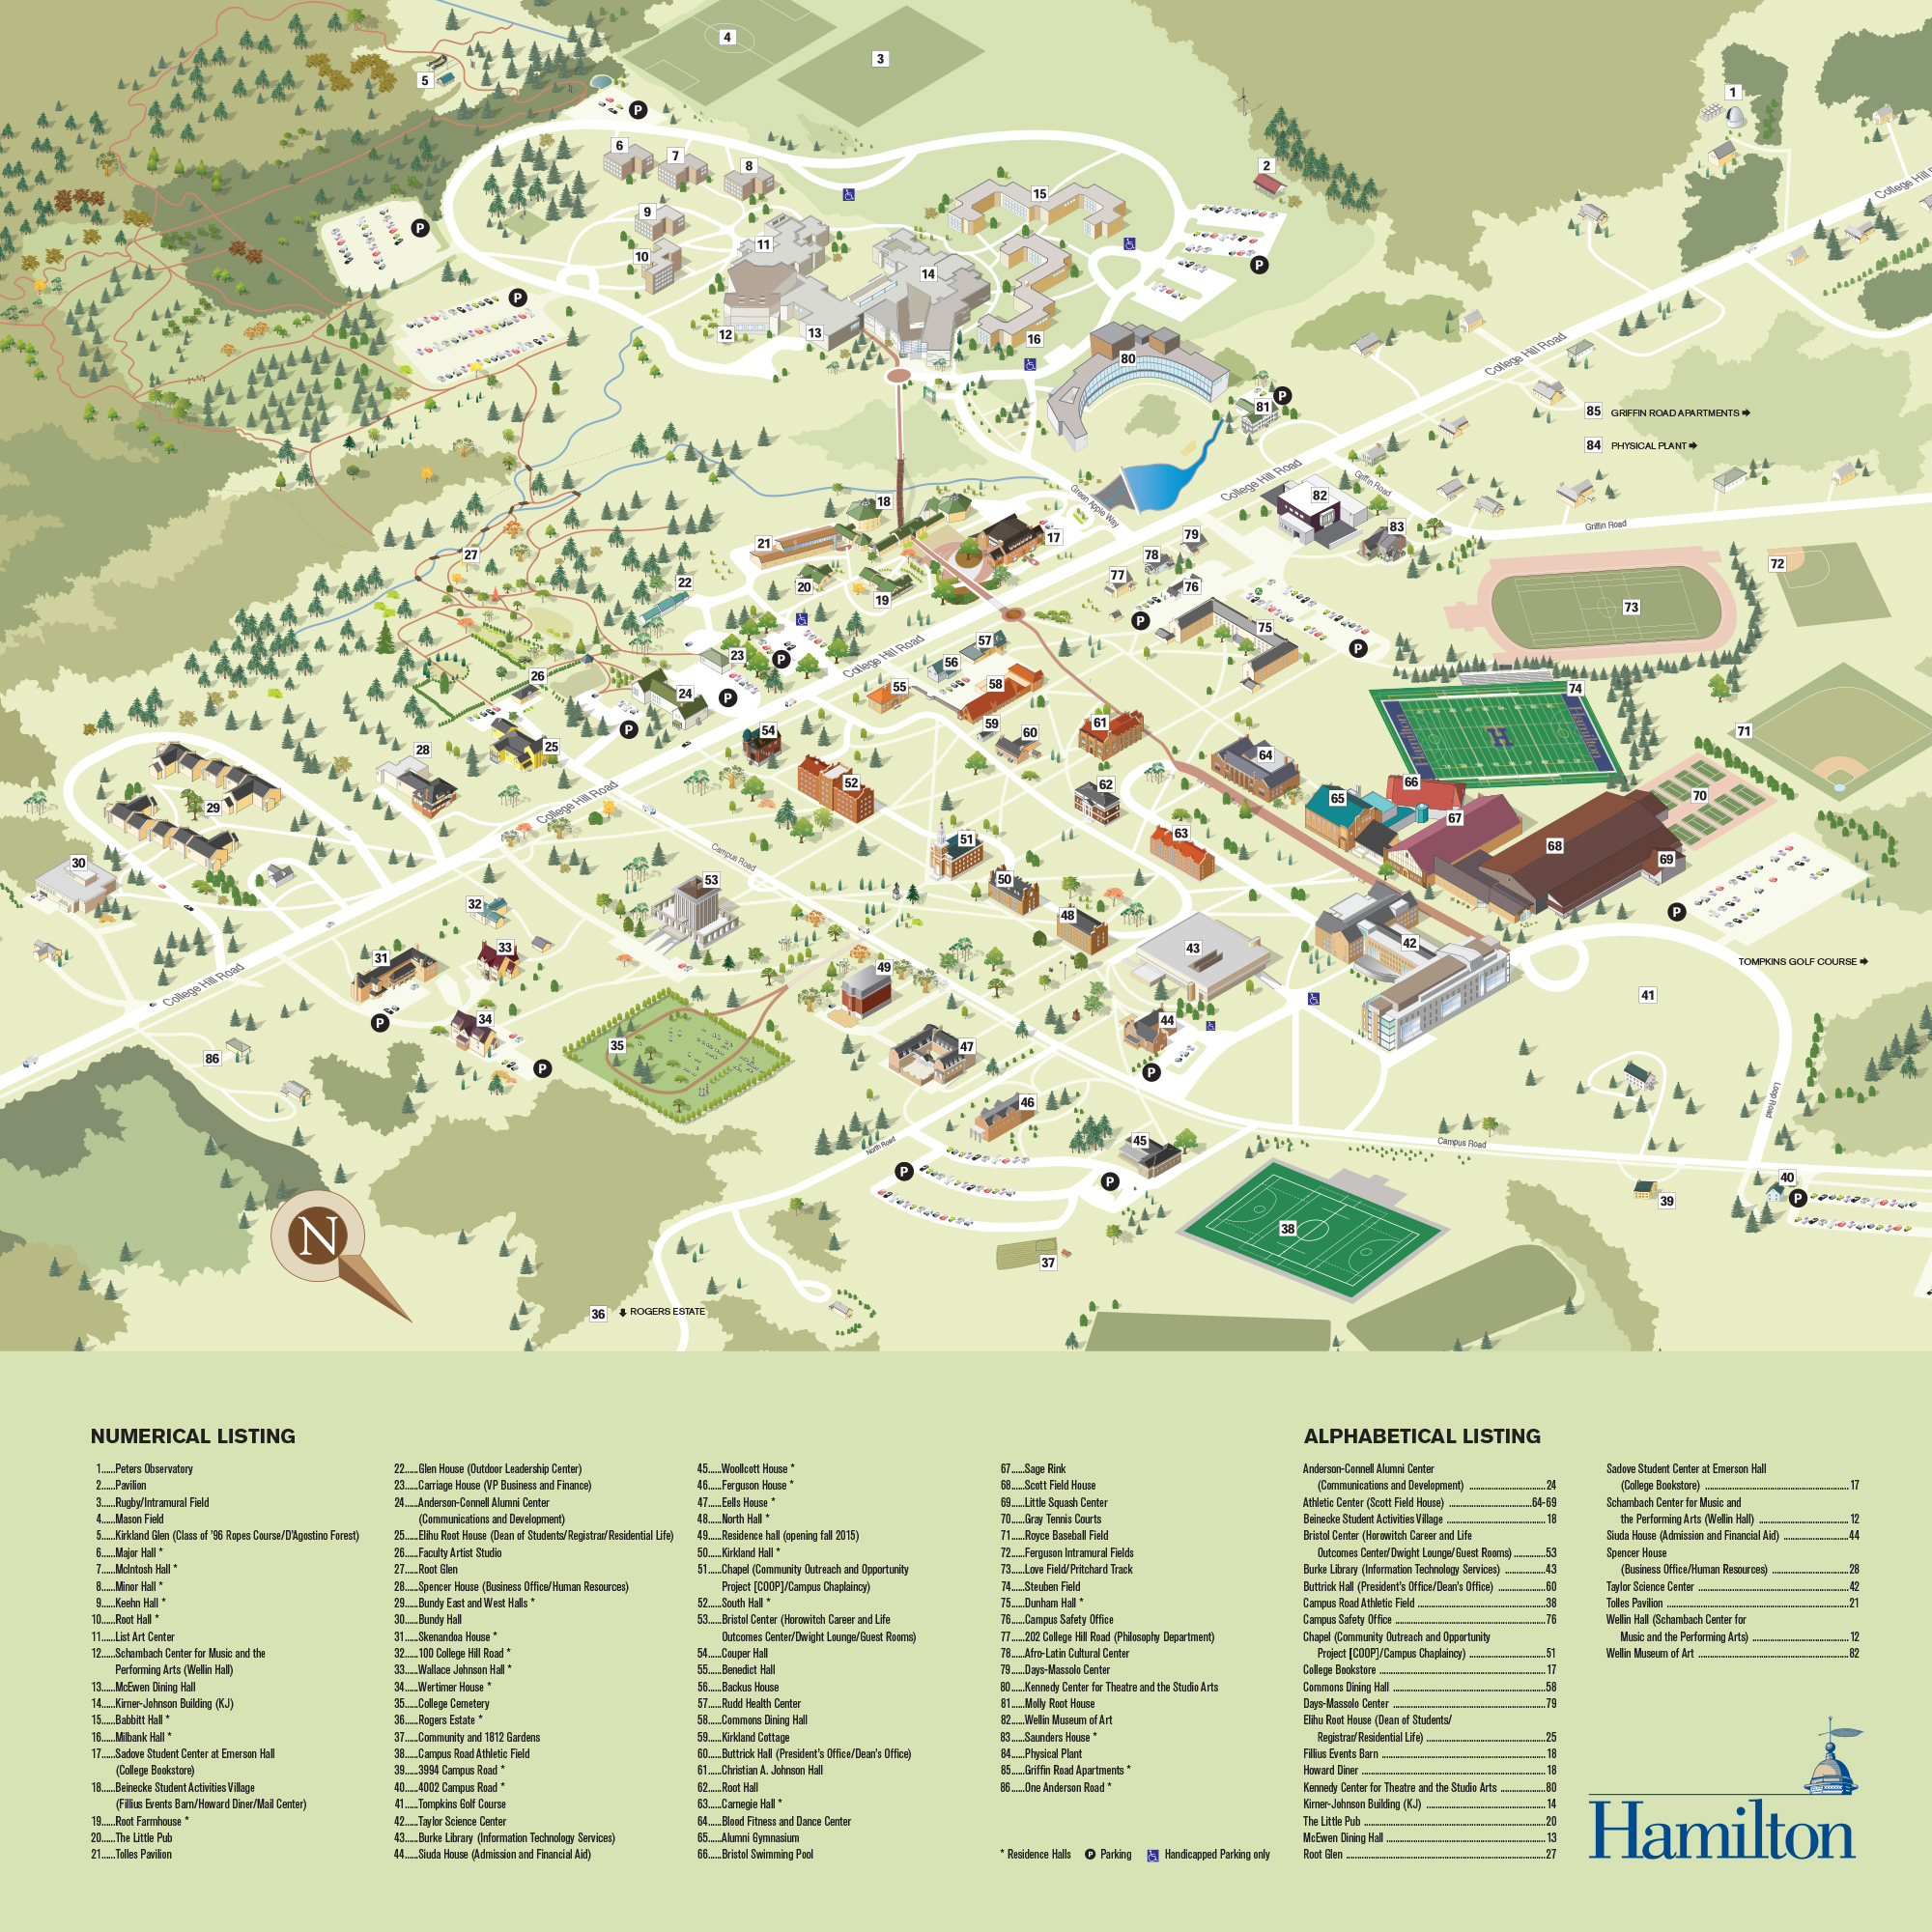 4
3
5
1
P
6
7
8
2
15
9
P
11
10
14
P
P
College Hill Road
12
13
16
80
College Hill Road
P
81
85 GRIFFIN ROAD APARTMENTS
84 PHYSICAL PLANT
Green Apple Way
College Hill Road
Griffin Road
82
18
17
83
Griffin Road
79
78
21
27
72
77
76
22
20
19
73
P
75
P
57
College Hill Road
23
P
56
26
55
58
74
24
P
Hamilton
H
Hamilton
P
54
59
60
61
71
28
25
64
52
62
66
70
29
College Hill Road
65
67
63
51
68
69
Campus Road
30
50
53
32
48
P
43
42
33
31
49
TOMPKINS GOLF COURSE
College Hill Road
41
34
44
P
35
47
86
P
P
46
Loop Road
45
North Road
Campus Road
P
P
40
P
39
N
38
37
36 ROGERS ESTATE
NUMERICAL LISTING
1......Peters Observatory
2......Pavilion
3......Rugby/Intramural Field
4......Mason Field
5......Kirkland Glen (Class of '96 Ropes Course/D'Agostino Forest)
6......Major Hall *
7......McIntosh Hall *
8......Minor Hall *
9......Keehn Hall *
10......Root Hall *
11......List Art Center
12......Schambach Center for Music and the
Performing Arts (Wellin Hall)
13......McEwen Dining Hall
14......Kirner-Johnson Building (KJ)
15......Babbitt Hall *
16......Milbank Hall *
17......Sadove Student Center at Emerson Hall
(College Bookstore)
18......Beinecke Student Activities Village
(Fillius Events Barn/Howard Diner/Mail Center)
19......Root Farmhouse *
20......The Little Pub
21......Tolles Pavilion
22......Glen House (Outdoor Leadership Center)
23......Carriage House (VP Business and Finance)
24......Anderson-Connell Alumni Center
(Communications and Development)
25......Elihu Root House (Dean of Students/Registrar/Residential Life)
26......Faculty Artist Studio
27......Root Glen
28......Spencer House (Business Office/Human Resources)
29......Bundy East and West Halls *
30......Bundy Hall
31......Skenandoa House *
32......100 College Hill Road *
33......Wallace Johnson Hall *
34......Wertimer House *
35......College Cemetery
36......Rogers Estate *
37......Community and 1812 Gardens
38......Campus Road Athletic Field
39......3994 Campus Road *
40......4002 Campus Road *
41......Tompkins Golf Course
42......Taylor Science Center
43......Burke Library (Information Technology Services)
44......Siuda House (Admission and Financial Aid)
45......Woollcott House *
46......Ferguson House *
47......Eells House *
48......North Hall *
49......Residence hall (opening fall 2015)
50......Kirkland Hall *
51......Chapel (Community Outreach and Opportunity
Project [COOP]/Campus Chaplaincy)
52......South Hall *
53......Bristol Center (Horowitch Career and Life
Outcomes Center/Dwight Lounge/Guest Rooms)
54......Couper Hall
55......Benedict Hall
56......Backus House
57......Rudd Health Center
58......Commons Dining Hall
59......Kirkland Cottage
60......Buttrick Hall (President's Office/Dean's Office)
61......Christian A. Johnson Hall
62......Root Hall
63......Carnegie Hall *
64......Blood Fitness and Dance Center
65......Alumni Gymnasium
66......Bristol Swimming Pool
67......Sage Rink
68......Scott Field House
69......Little Squash Center
70......Gray Tennis Courts
71......Royce Baseball Field
72......Ferguson Intramural Fields
73......Love Field/Pritchard Track
74......Steuben Field
75......Dunham Hall *
76......Campus Safety Office
77......202 College Hill Road (Philosophy Department)
78......Afro-Latin Cultural Center
79......Days-Massolo Center
80......Kennedy Center for Theatre and the Studio Arts
81......Molly Root House
82......Wellin Museum of Art
83......Saunders House *
84......Physical Plant
85......Griffin Road Apartments *
86......One Anderson Road *
* Residence Halls P Parking Handicapped Parking only
ALPHABETICAL LISTING
Anderson-Connell Alumni Center
(Communications and Development) ......24
Athletic Center (Scott Field House) ......64-69
Beinecke Student Activities Village ......18
Bristol Center (Horowitch Career and Life
Outcomes Center/Dwight Lounge/Guest Rooms) ......53
Burke Library (Information Technology Services) ......43
Buttrick Hall (President's Office/Dean's Office) ......60
Campus Road Athletic Field ......38
Campus Safety Office ......76
Chapel (Community Outreach and Opportunity
Project [COOP]/Campus Chaplaincy) ......51
College Bookstore ......17
Commons Dining Hall ......58
Days-Massolo Center ......79
Elihu Root House (Dean of Students/
Registrar/Residential Life) ......25
Fillius Events Barn ......18
Howard Diner ......18
Kennedy Center for Theatre and the Studio Arts ......80
Kirner-Johnson Building (KJ) ......14
The Little Pub ......20
McEwen Dining Hall ......13
Root Glen ......27
Sadove Student Center at Emerson Hall
(College Bookstore) ......17
Schambach Center for Music and
the Performing Arts (Wellin Hall) ......12
Siuda House (Admission and Financial Aid) ......44
Spencer House
(Business Office/Human Resources) ......28
Taylor Science Center ......42
Tolles Pavilion ......21
Wellin Hall (Schambach Center for
Music and the Performing Arts) ......12
Wellin Museum of Art ......82
Hamilton